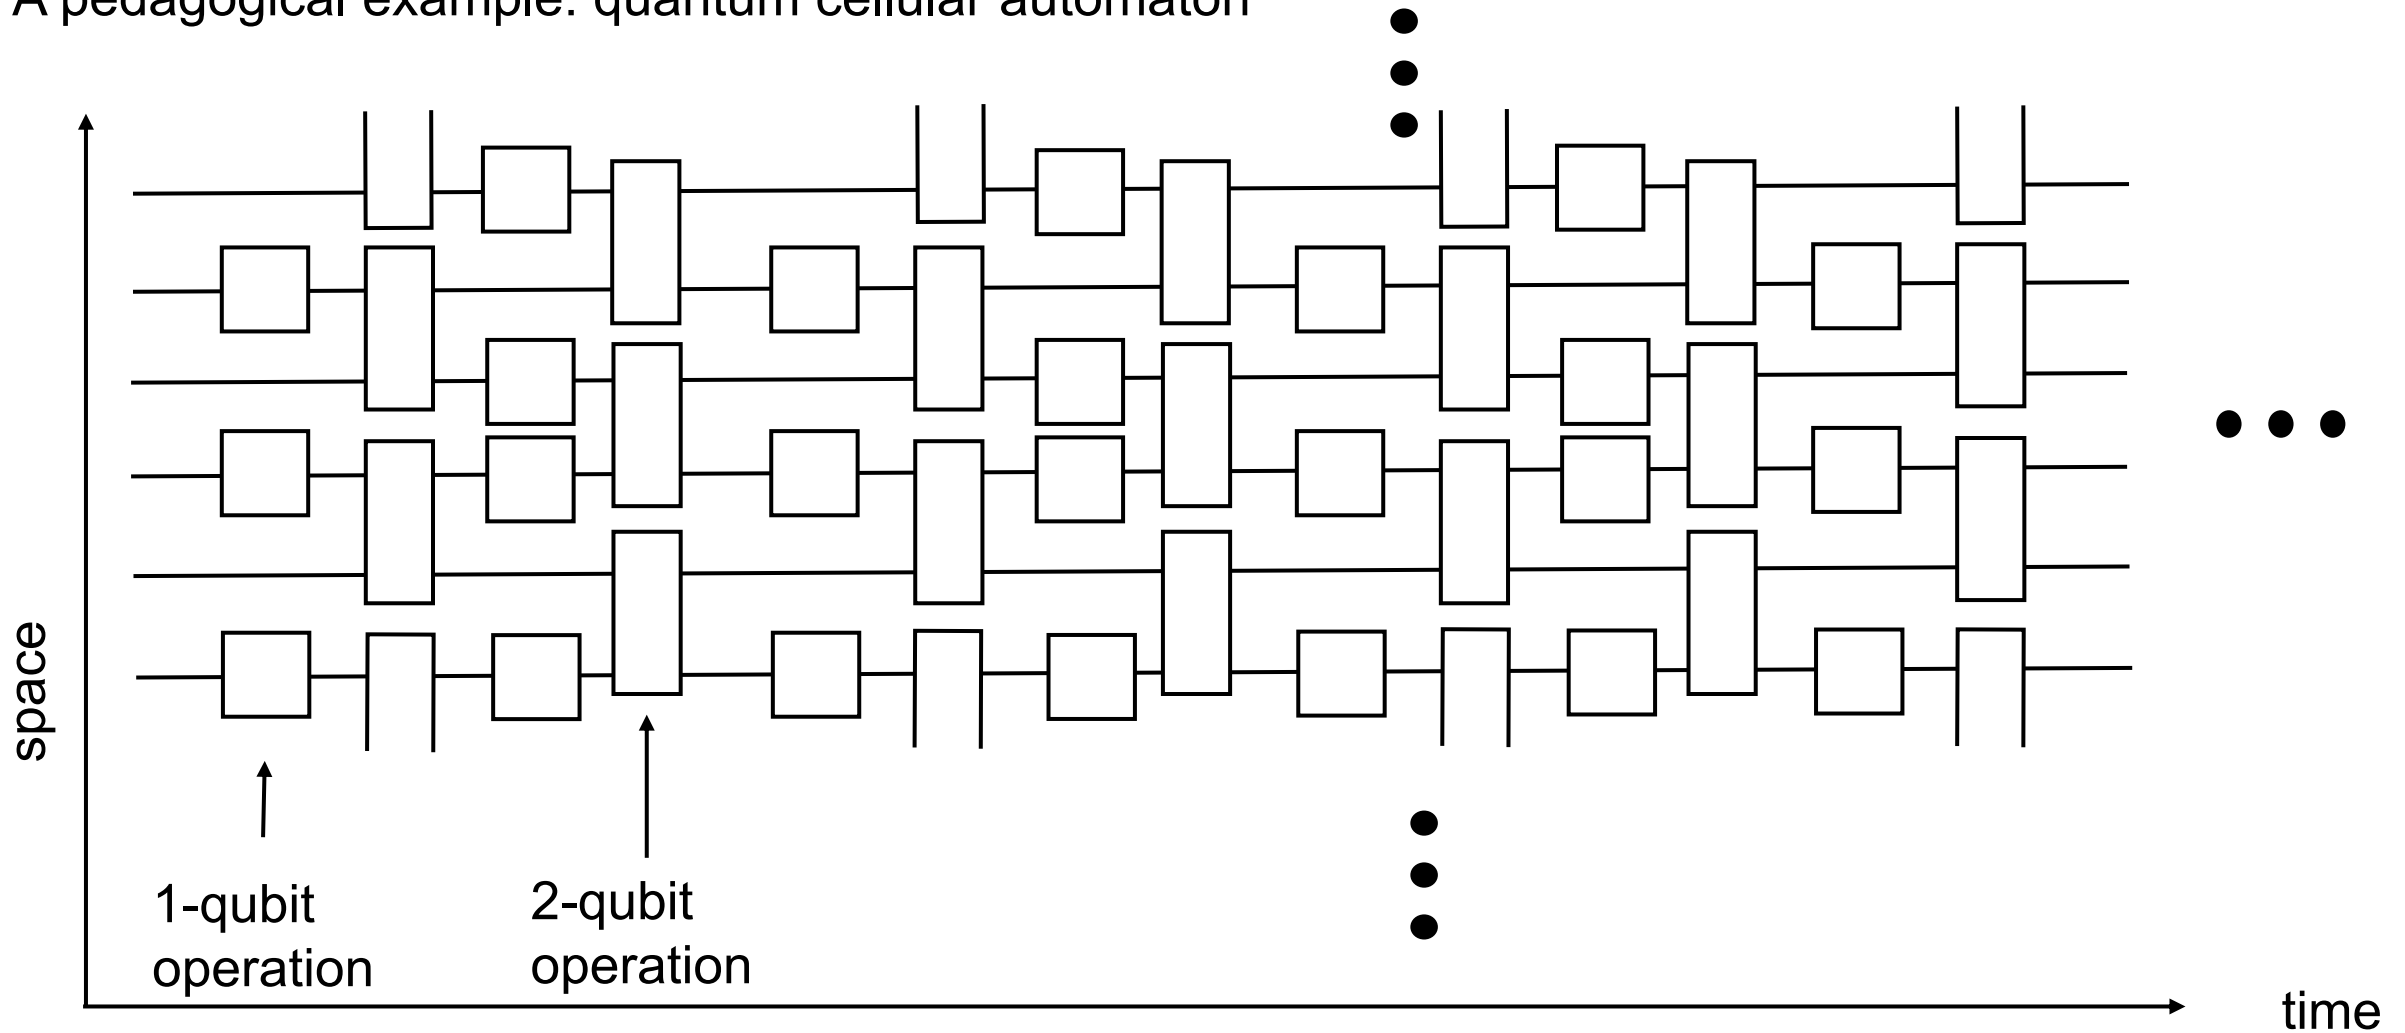 A pedagogical example: quantum cellular automaton
space
1-qubit
operation
2-qubit
operation
time